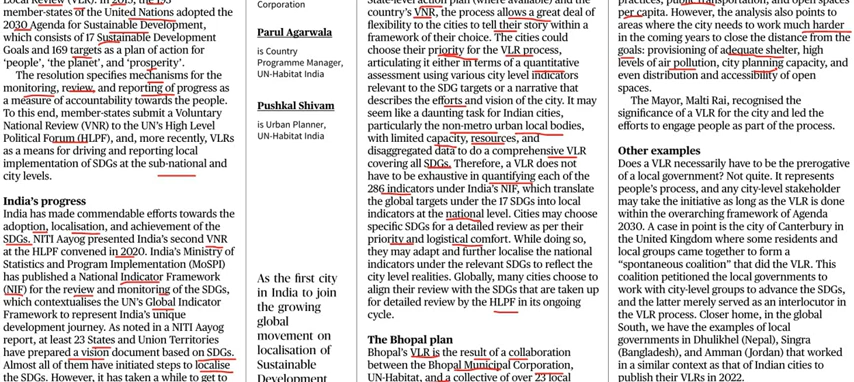 Local Review (VLR). In 2015, the 193
member-states of the United Nations adopted the
2030 Agenda for Sustainable Development,
which consists of 17 Sustainable Development
Goals and 169 targets as a plan of action for
‘people’, ‘the planet’, and ‘prosperity’.
The resolution specifies mechanisms for the
monitoring, review, and reporting of progress as
a measure of accountability towards the people.
To this end, member-states submit a Voluntary
National Review (VNR) to the UN’s High Level
Political Forum (HLPF), and, more recently, VLRs
as a means for driving and reporting local
implementation of SDGs at the sub-national and
city levels.
India’s progress
India has made commendable efforts towards the
adoption, localisation, and achievement of the
SDGs. NITI Aayog presented India’s second VNR
at the HLPF convened in 2020. India’s Ministry of
Statistics and Program Implementation (MoSPI)
has published a National Indicator Framework
(NIF) for the review and monitoring of the SDGs,
which contextualises the UN’s Global Indicator
Framework to represent India’s unique
development journey. As noted in a NITI Aayog
report, at least 23 States and Union Territories
have prepared a vision document based on SDGs.
Almost all of them have initiated steps to localise
the SDGs. However, it has taken a while to get to
Corporation
Parul Agarwala
is Country
Programme Manager,
UN-Habitat India
Pushkal Shivam
is Urban Planner,
UN-Habitat India
As the first city
in India to join
the growing
global
movement on
localisation of
Sustainable
Development
State-level action plan (where available) and the
country’s VNR, the process allows a great deal of
flexibility to the cities to tell their story within a
framework of their choice. The cities could
choose their priority for the VLR process,
articulating it either in terms of a quantitative
assessment using various city level indicators
relevant to the SDG targets or a narrative that
describes the efforts and vision of the city. It may
seem like a daunting task for Indian cities,
particularly the non-metro urban local bodies,
with limited capacity, resources, and
disaggregated data to do a comprehensive VLR
covering all SDGs. Therefore, a VLR does not
have to be exhaustive in quantifying each of the
286 indicators under India’s NIF, which translate
the global targets under the 17 SDGs into local
indicators at the national level. Cities may choose
specific SDGs for a detailed review as per their
priority and logistical comfort. While doing so,
they may adapt and further localise the national
indicators under the relevant SDGs to reflect the
city level realities. Globally, many cities choose to
align their review with the SDGs that are taken up
for detailed review by the HLPF in its ongoing
cycle.
The Bhopal plan
Bhopal’s VLR is the result of a collaboration
between the Bhopal Municipal Corporation,
UN-Habitat, and a collective of over 23 local
practices, public transportation, and open spaces
per capita. However, the analysis also points to
areas where the city needs to work much harder
in the coming years to close the distance from the
goals: provisioning of adequate shelter, high
levels of air pollution, city planning capacity, and
even distribution and accessibility of open
spaces.
The Mayor, Malti Rai, recognised the
significance of a VLR for the city and led the
efforts to engage people as part of the process.
Other examples
Does a VLR necessarily have to be the prerogative
of a local government? Not quite. It represents
people’s process, and any city-level stakeholder
may take the initiative as long as the VLR is done
within the overarching framework of Agenda
2030. A case in point is the city of Canterbury in
the United Kingdom where some residents and
local groups came together to form a
“spontaneous coalition” that did the VLR. This
coalition petitioned the local governments to
work with city-level groups to advance the SDGs,
and the latter merely served as an interlocutor in
the VLR process. Closer home, in the global
South, we have the examples of local
governments in Dhulikhel (Nepal), Singra
(Bangladesh), and Amman (Jordan) that worked
in a similar context as that of Indian cities to
publish their VLRs in 2022.